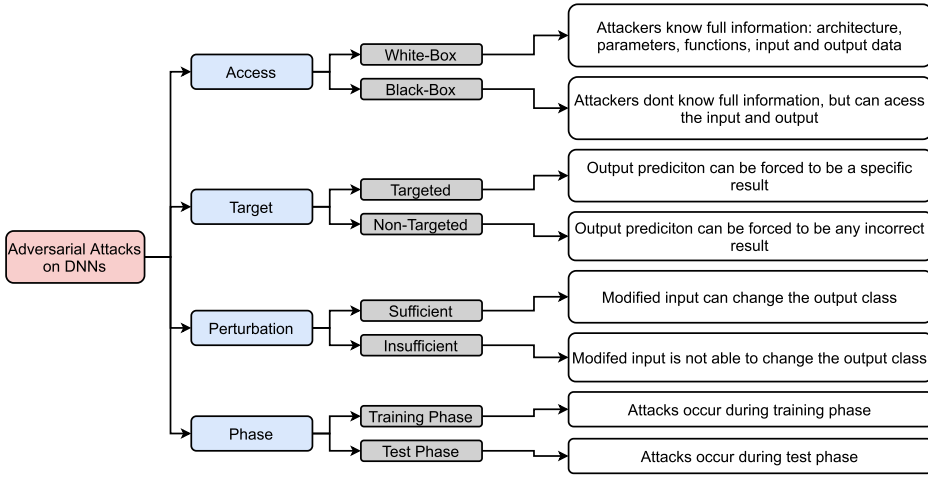 Adversarial Attacks
on DNNs
Access
White-Box
Attackers know full information: architecture,
parameters, functions, input and output data
Black-Box
Attackers dont know full information, but can acess
the input and output
Target
Targeted
Output prediciton can be forced to be a specific
result
Non-Targeted
Output prediciton can be forced to be any incorrect
result
Perturbation
Sufficient
Modified input can change the output class
Insufficient
Modifed input is not able to change the output class
Phase
Training Phase
Attacks occur during training phase
Test Phase
Attacks occur during test phase